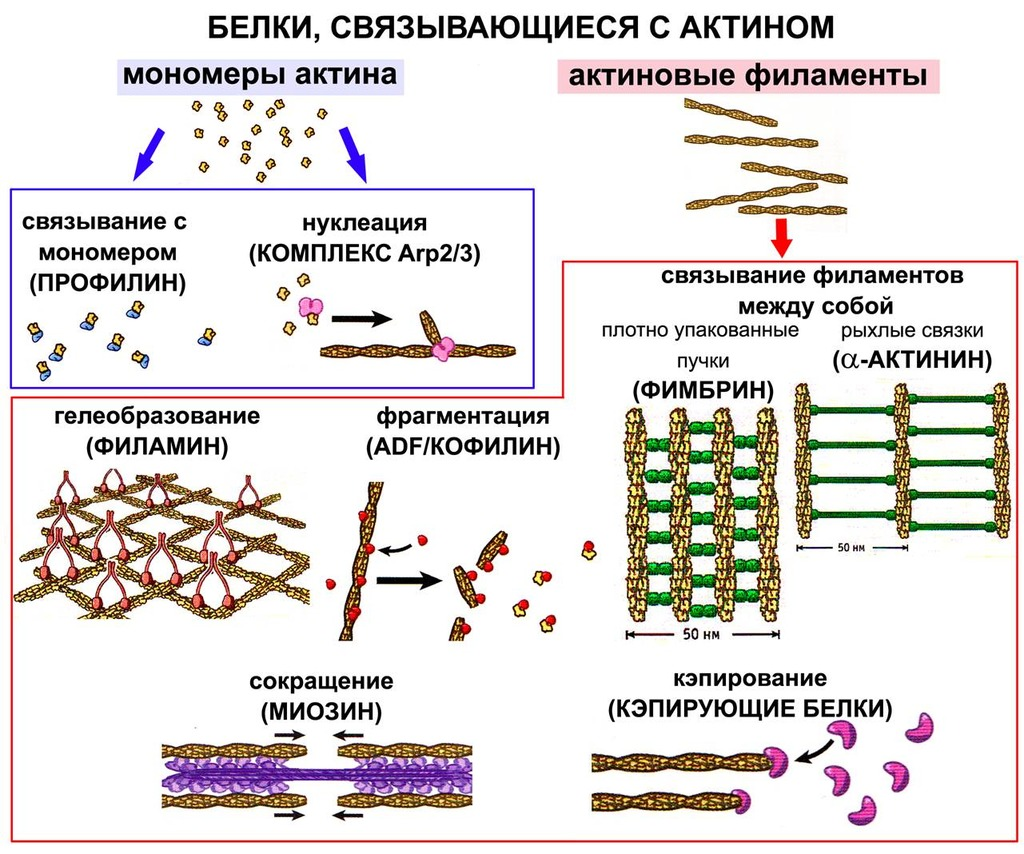 БЕЛКИ, СВЯЗЫВАЮЩИЕСЯ С АКТИНОМ
мономеры актина
актиновые филаменты
связывание с
мономером
(ПРОФИЛИН)
нуклеация
(КОМПЛЕКС Arp2/3)
связывание филаментов
между собой
плотно упакованные
пучки
(ФИМБРИН)
рыхлые связки
(α-АКТИНИН)
50 нм
50 нм
гелеобразование
(ФИЛАМИН)
фрагментация
(ADF/КОФИЛИН)
сокращение
(МИОЗИН)
кэпирование
(КЭПИРУЮЩИЕ БЕЛКИ)